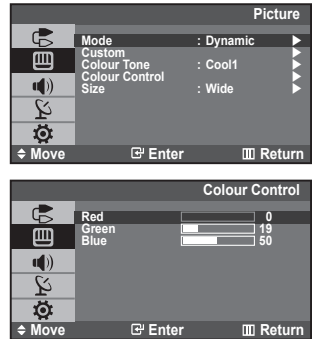 Picture
Mode : Dynamic
Custom
Colour Tone : Cool1
Colour Control
Size : Wide
Move Enter Return
Colour Control
Red 0
Green 19
Blue 50
Move Enter Return